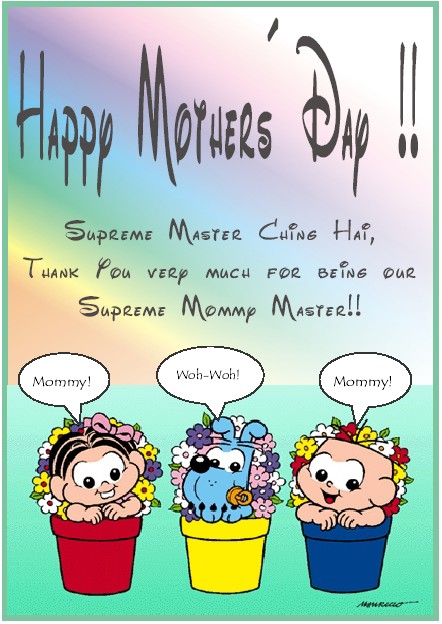 Happy Mothers´ Day !!
Supreme Master Ching Hai,
Thank You very much for being our
Supreme Mommy Master!!
Mommy!
Woh-Woh!
Mommy!
Mauricio